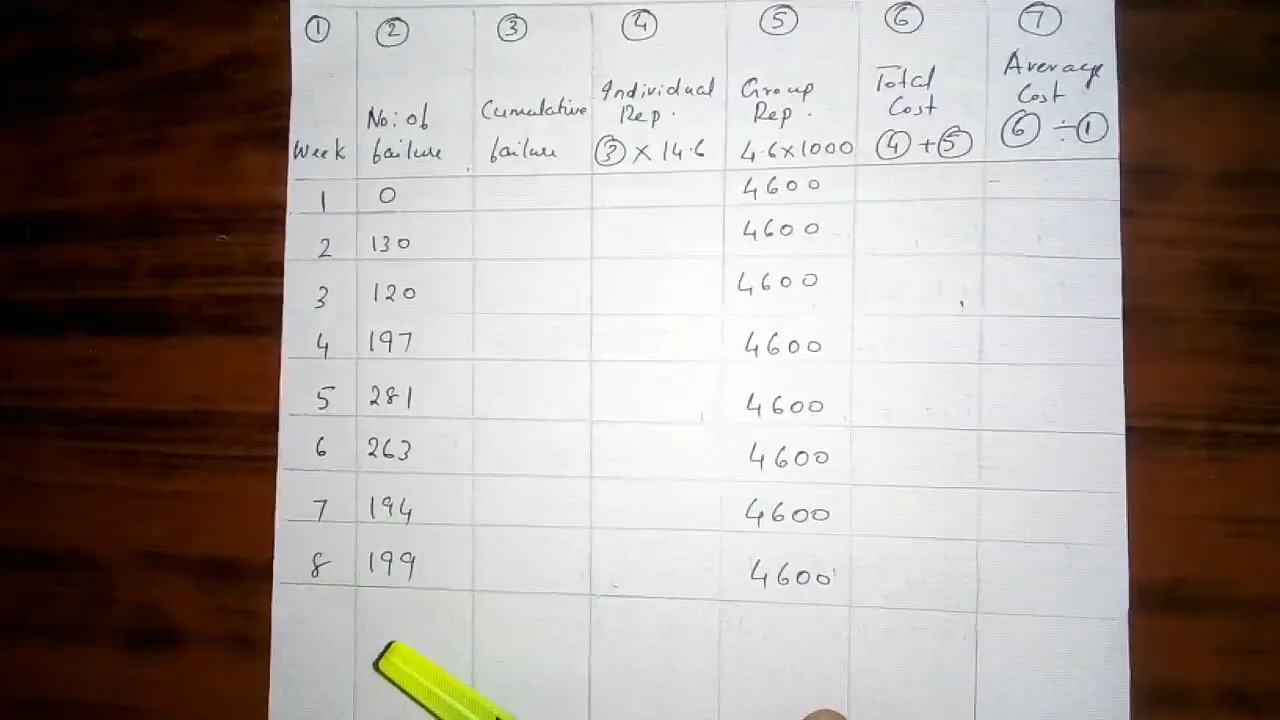 ① ② ③ ④ ⑤ ⑥ ⑦
Week No: of failure Cumulative failure Individual Rep. ③ × 14.6 Group Rep. 4.6×1000 Total Cost ④ + ⑤ Average Cost ⑥ ÷ ①
1 0 4600
2 130 4600
3 120 4600
4 197 4600
5 281 4600
6 263 4600
7 194 4600
8 199 4600